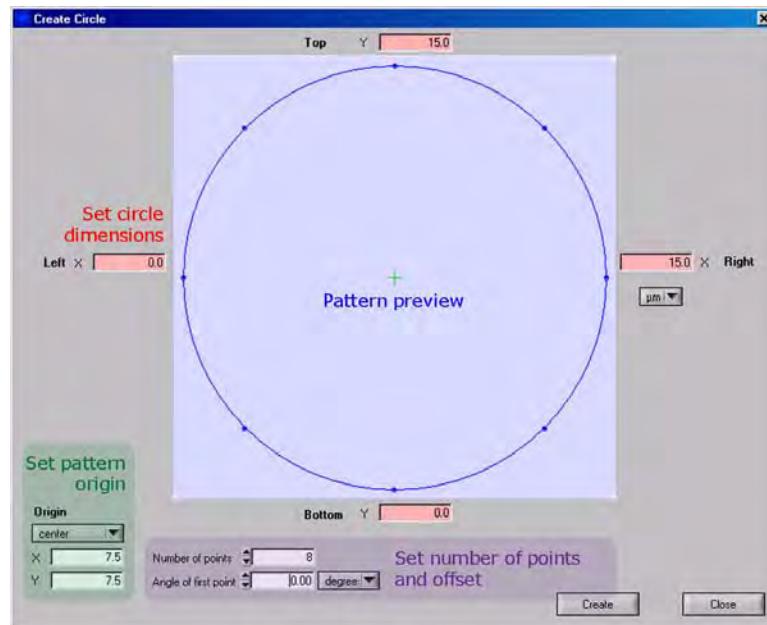 Create Circle
Top Y 15.0
Set circle
dimensions
Left X 0.0
15.0 X Right
µm
Pattern preview
Set pattern
origin
Origin
center
X 7.5
Y 7.5
Bottom Y 0.0
Number of points 8
Angle of first point 0.00 degree
Set number of points
and offset
Create
Close